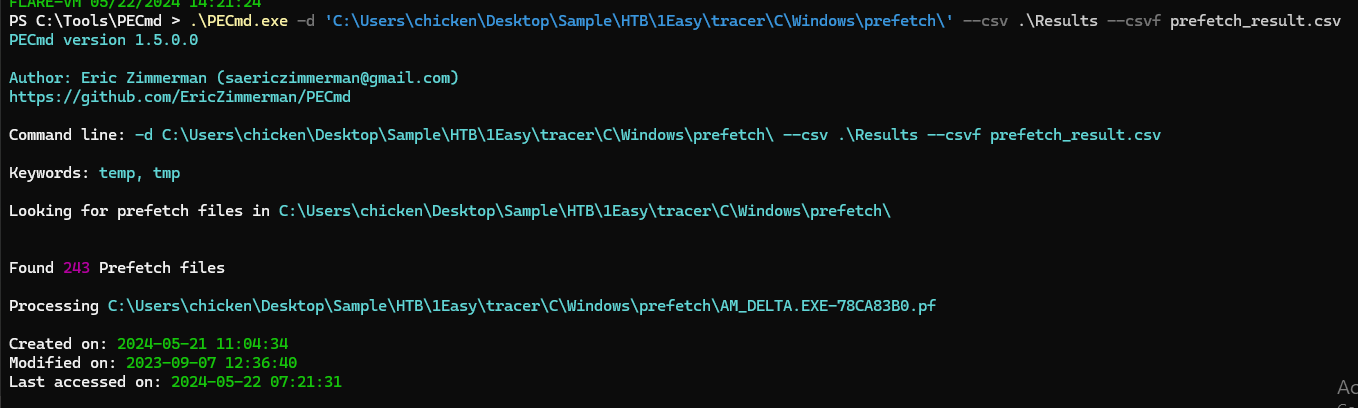 FLARE-VM 05/22/2024 14:21:24
PS C:\Tools\PECmd > .\PECmd.exe -d 'C:\Users\chicken\Desktop\Sample\HTB\1Easy\tracer\C\Windows\prefetch\' --csv .\Results --csvf prefetch_result.csv
PECmd version 1.5.0.0
Author: Eric Zimmerman (saericzimmerman@gmail.com)
https://github.com/EricZimmerman/PECmd
Command line: -d C:\Users\chicken\Desktop\Sample\HTB\1Easy\tracer\C\Windows\prefetch\ --csv .\Results --csvf prefetch_result.csv
Keywords: temp, tmp
Looking for prefetch files in C:\Users\chicken\Desktop\Sample\HTB\1Easy\tracer\C\Windows\prefetch\
Found 243 Prefetch files
Processing C:\Users\chicken\Desktop\Sample\HTB\1Easy\tracer\C\Windows\prefetch\AM_DELTA.EXE-78CA83B0.pf
Created on: 2024-05-21 11:04:34
Modified on: 2023-09-07 12:36:40
Last accessed on: 2024-05-22 07:21:31